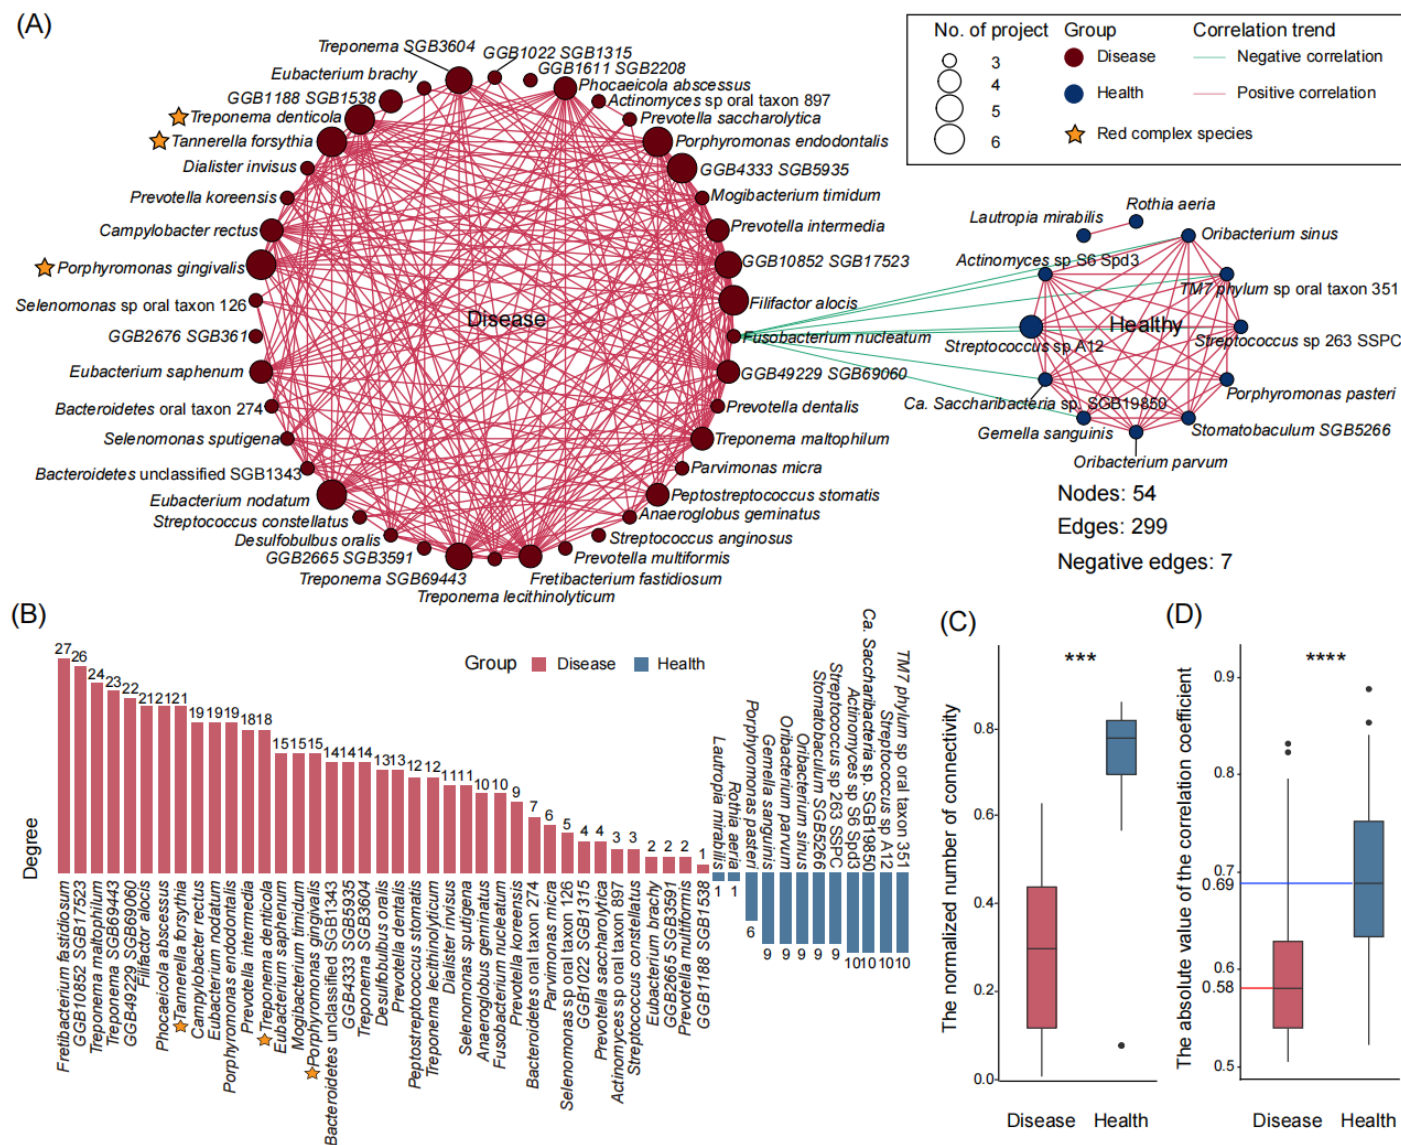 (A)
Treponema SGB3604
GGB1022 SGB1315
Eubacterium brachy
GGB1611 SGB2208
GGB1188 SGB1538
Phocaeicola abscessus
Treponema denticola
Actinomyces sp oral taxon 897
Prevotella saccharolytica
Tannerella forsythia
Porphyromonas endodontalis
Dialister invisus
GGB4333 SGB5935
Prevotella koreensis
Mogibacterium timidum
Campylobacter rectus
Prevotella intermedia
Porphyromonas gingivalis
GGB10852 SGB17523
Selenomonas sp oral taxon 126
Filifactor alocis
Disease
GGB2676 SGB361
Fusobacterium nucleatum
Eubacterium saphenum
GGB49229 SGB69060
Bacteroidetes oral taxon 274
Prevotella dentalis
Selenomonas sputigena
Treponema maltophilum
Bacteroidetes unclassified SGB1343
Parvimonas micra
Eubacterium nodatum
Peptostreptococcus stomatis
Streptococcus constellatus
Anaeroglobus geminatus
Desulfobulbus oralis
Streptococcus anginosus
GGB2665 SGB3591
Prevotella multiformis
Treponema SGB69443
Fretibacterium fastidiosum
Treponema lecithinolyticum
No. of project
3
4
5
6
Group
Disease
Health
Red complex species
Correlation trend
Negative correlation
Positive correlation
Rothia aeria
Lautropia mirabilis
Oribacterium sinus
Actinomyces sp S6 Spd3
TM7 phylum sp oral taxon 351
Healthy
Streptococcus sp 263 SSPC
Streptococcus sp A12
Porphyromonas pasteri
Ca. Saccharibacteria sp. SGB19850
Stomatobaculum SGB5266
Gemella sanguinis
Oribacterium parvum
Nodes: 54
Edges: 299
Negative edges: 7
(B)
Group Disease Health
Degree
27 26 24 23 22 21 21 21 19 19 19 18 18 15 15 15 14 14 14 13 13 12 12 11 11 10 10 9 7 6 5 4 4 3 3 2 2 2 1
Fretibacterium fastidiosum
GGB10852 SGB17523
Treponema maltophilum
Treponema SGB69443
GGB49229 SGB69060
Filifactor alocis
Phocaeicola abscessus
Tannerella forsythia
Campylobacter rectus
Eubacterium nodatum
Porphyromonas endodontalis
Prevotella intermedia
Treponema denticola
Eubacterium saphenum
Mogibacterium timidum
Porphyromonas gingivalis
Bacteroidetes unclassified SGB1343
GGB4333 SGB5935
Treponema SGB3604
Desulfobulbus oralis
Prevotella dentalis
Peptostreptococcus stomatis
Treponema lecithinolyticum
Dialister invisus
Selenomonas sputigena
Anaeroglobus geminatus
Fusobacterium nucleatum
Prevotella koreensis
Bacteroidetes oral taxon 274
Parvimonas micra
Selenomonas sp oral taxon 126
GGB1022 SGB1315
Prevotella saccharolytica
Actinomyces sp oral taxon 897
Streptococcus constellatus
Eubacterium brachy
GGB2665 SGB3591
Prevotella multiformis
GGB1188 SGB1538
Lautropia mirabilis
Rothia aeria
Porphyromonas pasteri
Gemella sanguinis
Oribacterium parvum
Oribacterium sinus
Stomatobaculum SGB5266
Streptococcus sp 263 SSPC
Actinomyces sp S6 Spd3
Ca. Saccharibacteria sp. SGB19850
Streptococcus sp A12
TM7 phylum sp oral taxon 351
1 1 6 9 9 9 9 9 10 10 10 10
(C)
The normalized number of connectivity
***
0.8
0.6
0.4
0.2
0.0
Disease Health
(D)
The absolute value of the correlation coefficient
****
0.9
0.8
0.7
0.69
0.6
0.58
0.5
Disease Health